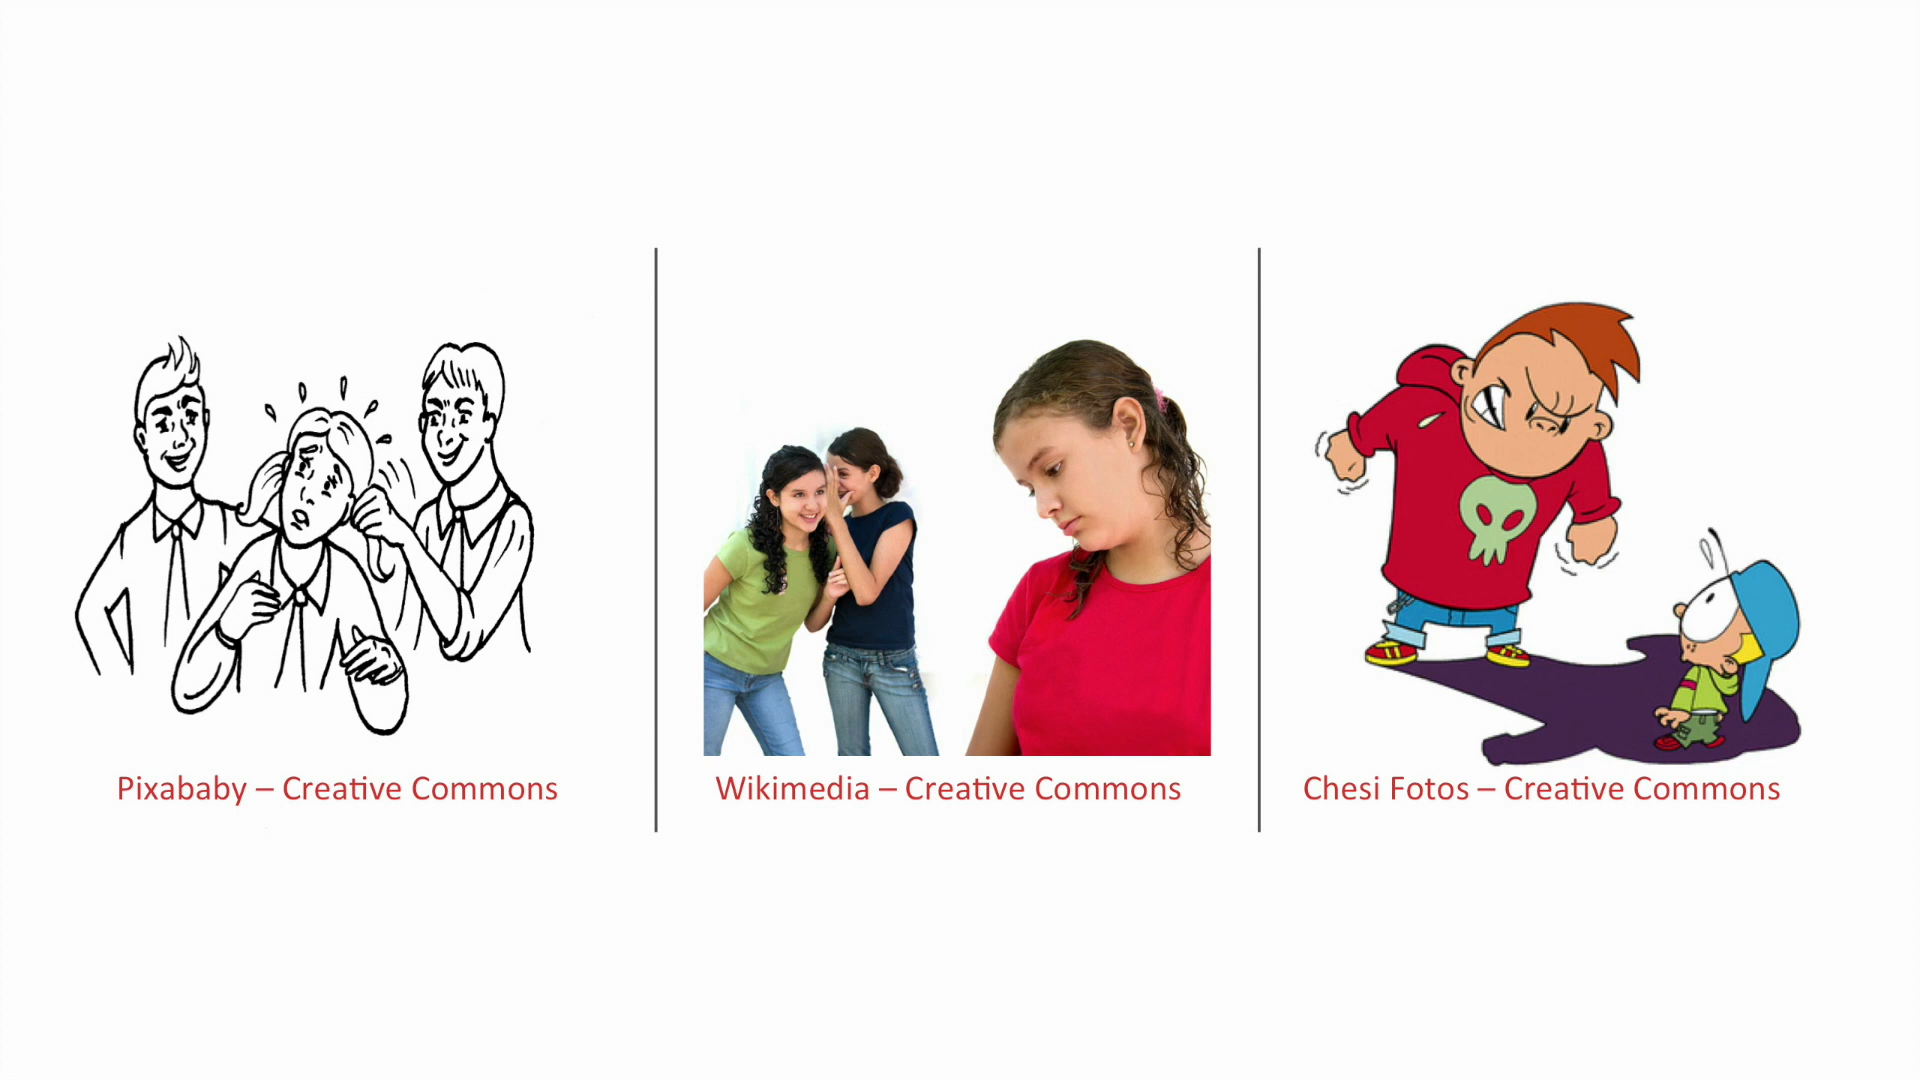 Pixababy – Creative Commons
Wikimedia – Creative Commons
Chesi Fotos – Creative Commons